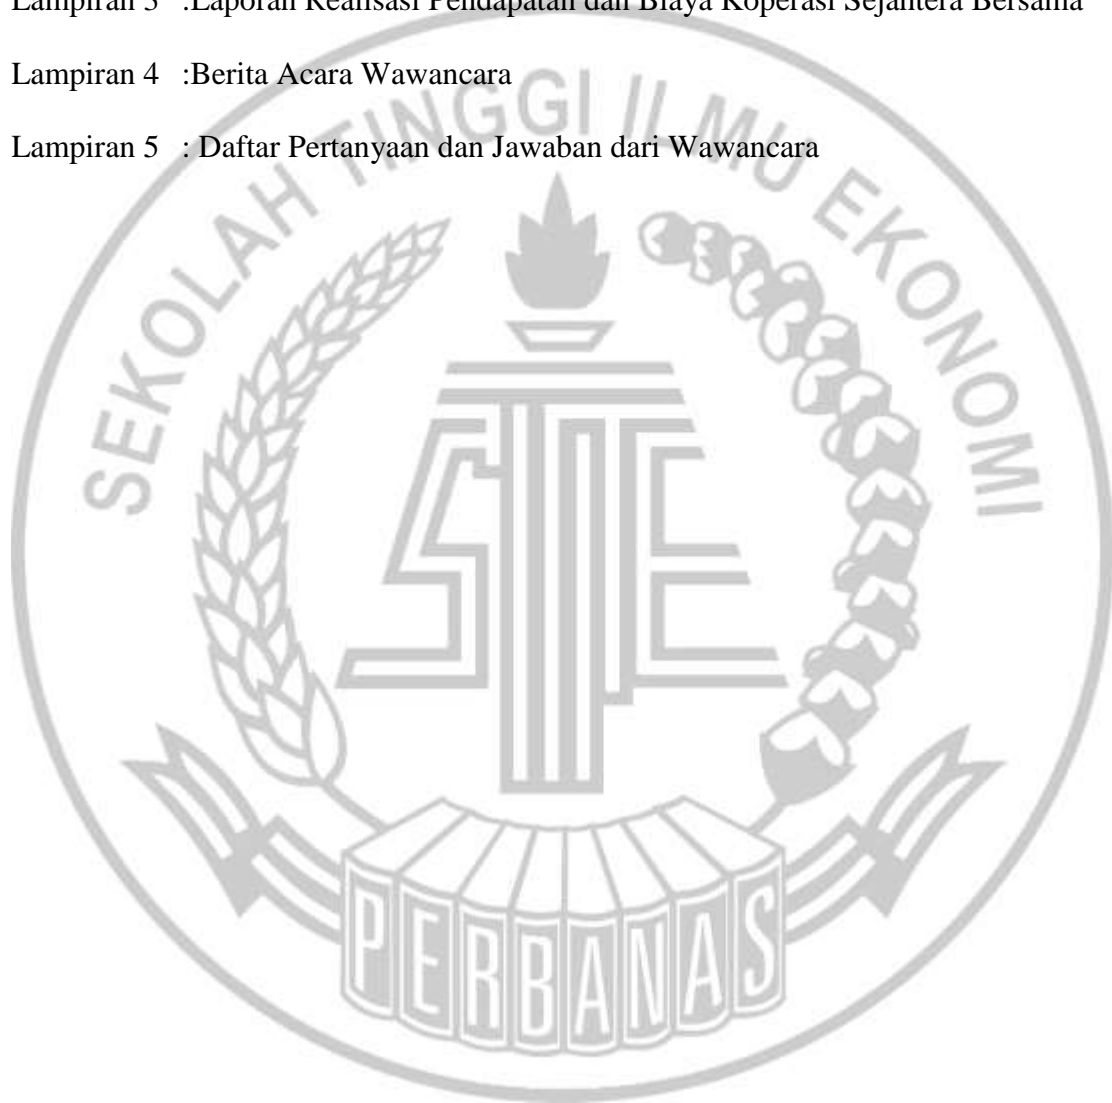 Lampiran 3 :Laporan Realisasi Pendapatan dan Biaya Koperasi Sejahtera Bersama
Lampiran 4 :Berita Acara Wawancara
Lampiran 5 : Daftar Pertanyaan dan Jawaban dari Wawancara
SEKOLAH TINGGI ILMU EKONOMI
STIE
PERBANAS